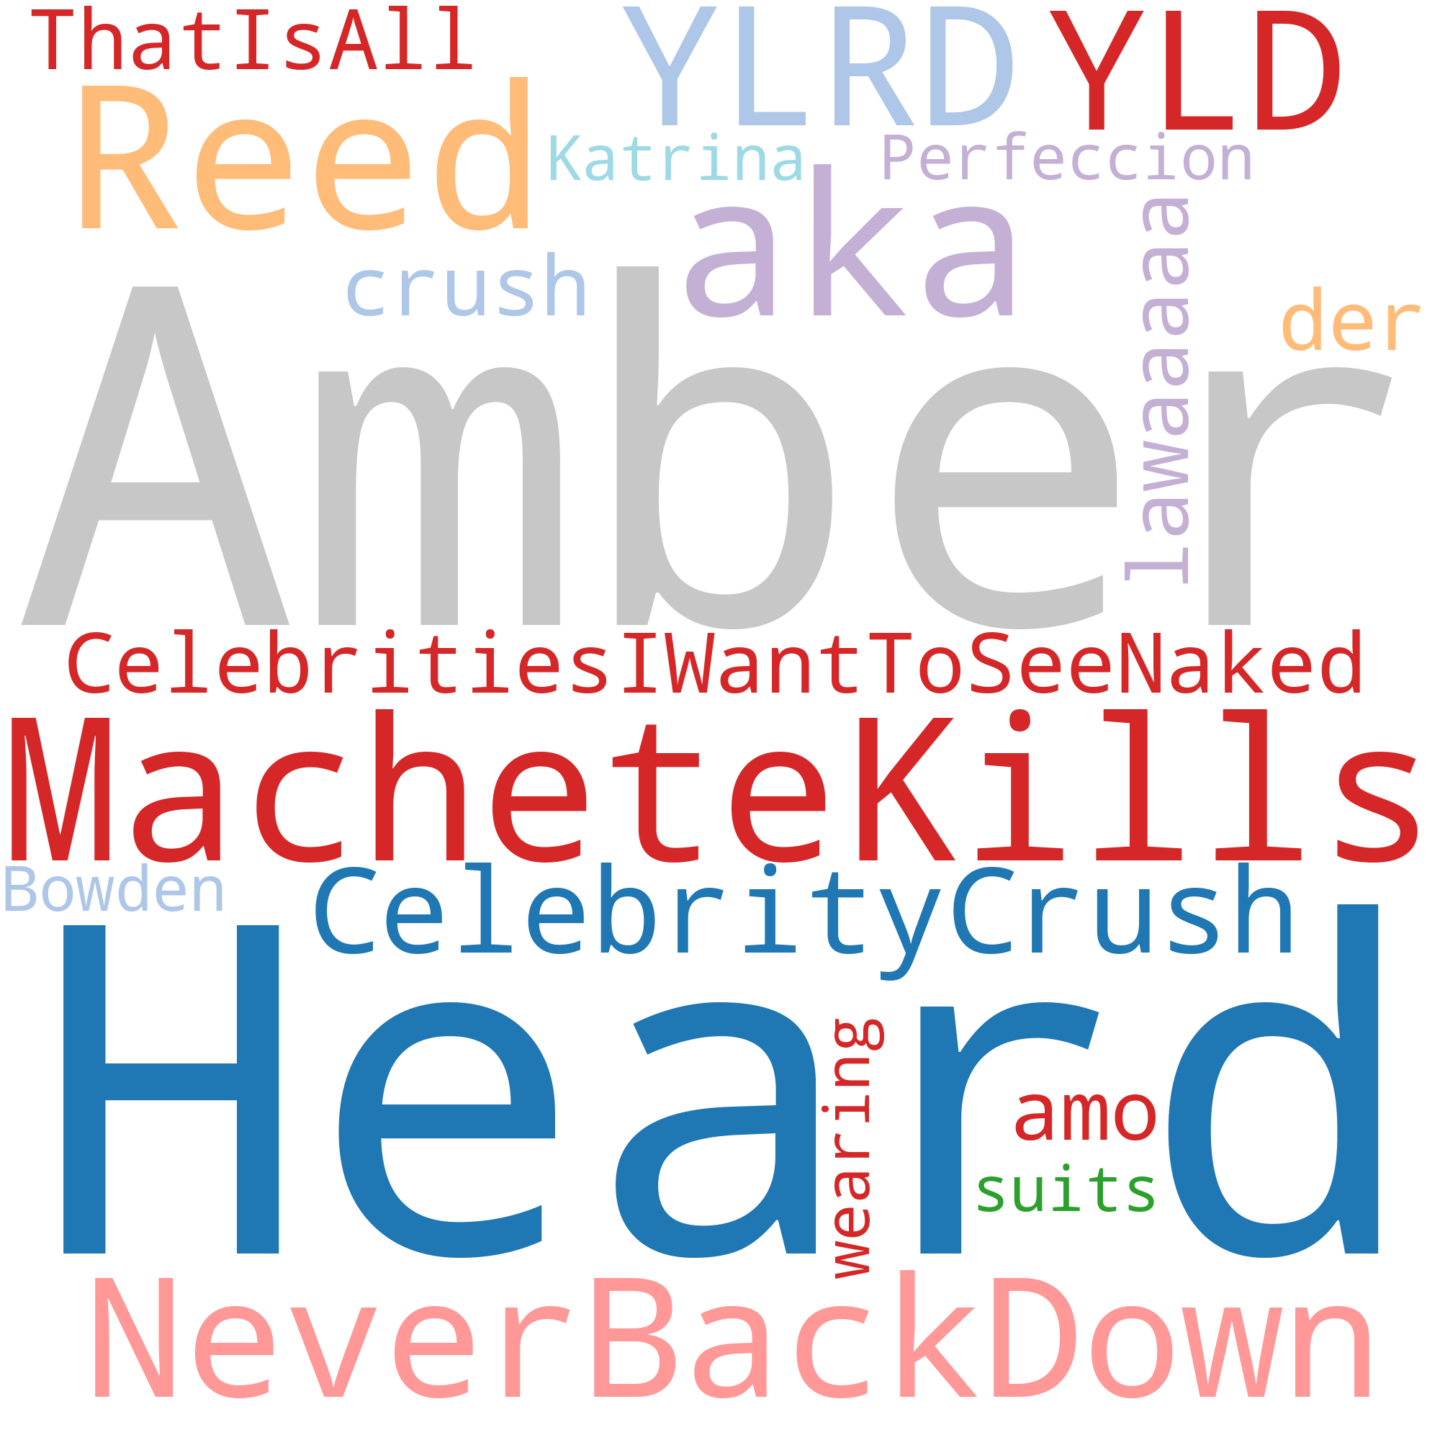 ThatIsAll
YLRD
YLD
Reed
Katrina
Perfeccion
aka
crush
lawaaaaaa
der
Amber
CelebritiesIWantToSeeNaked
MacheteKills
Bowden
CelebrityCrush
Heard
wearing
amo
suits
NeverBackDown